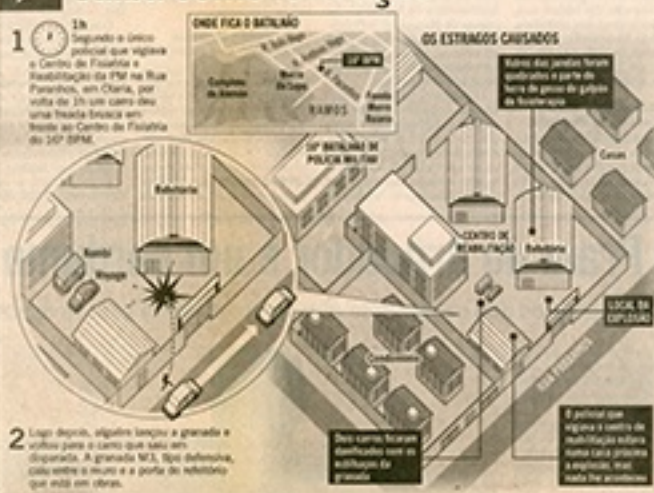 1
1h
Segundo o único
policial que vigiava
o Centro de Fisiatria e
Reabilitação da PM na Rua
Paranhos, em Olaria, por
volta de 1h um carro deu
uma freada brusca em
frente ao Centro de Fisiatria
do 16º BPM.
ONDE FICA O BATALHÃO
16º BPM
Complexo
do Alemão
Morro
RAMOS
OS ESTRAGOS CAUSADOS
Vidros das janelas foram
quebrados e parte do
forro de gesso do galpão
de fisioterapia
Casas
16º BATALHÃO DE
POLÍCIA MILITAR
CENTRO DE
REABILITAÇÃO
Refeitório
Refeitório
Kombi
LOCAL DA
EXPLOSÃO
RUA PARANHOS
2 Logo depois, alguém lançou a granada e
voltou para o carro que saiu em
disparada. A granada M3, tipo defensiva,
caiu entre o muro e a porta do refeitório
que está em obras.
Dois carros ficaram
danificados com os
estilhaços da
granada
O policial que
vigiava o centro de
reabilitação estava
numa casa próxima
a explosão, mas
nada lhe aconteceu